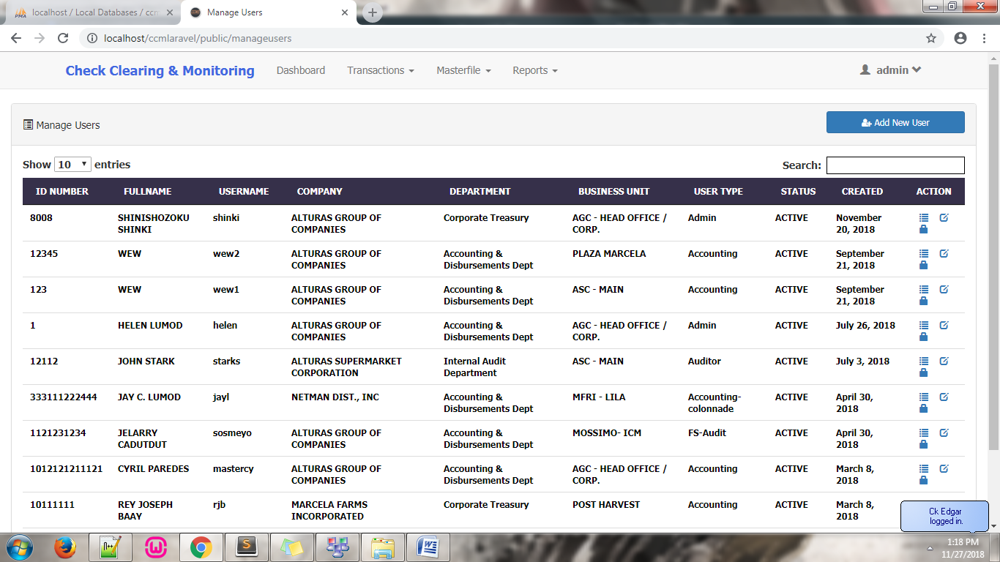 localhost / Local Databases / ccm
Manage Users
localhost/ccmlaravel/public/manageusers
Check Clearing & Monitoring Dashboard Transactions Masterfile Reports admin
Manage Users
Add New User
Show 10 entries
Search:
ID NUMBER FULLNAME USERNAME COMPANY DEPARTMENT BUSINESS UNIT USER TYPE STATUS CREATED ACTION
8008 SHINISHOZOKU shinki ALTURAS GROUP OF Corporate Treasury AGC - HEAD OFFICE / Admin ACTIVE November
SHINKI COMPANIES CORP. 20, 2018
12345 WEW wew2 ALTURAS GROUP OF Accounting & PLAZA MARCELA Accounting ACTIVE September
COMPANIES Disbursements Dept 21, 2018
123 WEW wew1 ALTURAS GROUP OF Accounting & ASC - MAIN Accounting ACTIVE September
COMPANIES Disbursements Dept 21, 2018
1 HELEN LUMOD helen ALTURAS GROUP OF Accounting & AGC - HEAD OFFICE / Admin ACTIVE July 26, 2018
COMPANIES Disbursements Dept CORP.
12112 JOHN STARK starks ALTURAS SUPERMARKET Internal Audit ASC - MAIN Auditor ACTIVE July 3, 2018
CORPORATION Department
333111222444 JAY C. LUMOD jayl NETMAN DIST., INC Accounting & MFRI - LILA Accounting- ACTIVE April 30,
Disbursements Dept colonnade 2018
1121231234 JELARRY sosmeyo ALTURAS GROUP OF Accounting & MOSSIMO- ICM FS-Audit ACTIVE April 30,
CADUTDUT COMPANIES Disbursements Dept 2018
1012121211121 CYRIL PAREDES mastercy ALTURAS GROUP OF Accounting & AGC - HEAD OFFICE / Accounting ACTIVE March 8,
COMPANIES Disbursements Dept CORP. 2018
10111111 REY JOSEPH rjb MARCELA FARMS Corporate Treasury POST HARVEST Accounting ACTIVE March 8,
BAAY INCORPORATED 2018
Ck Edgar
logged in.
1:18 PM
11/27/2018